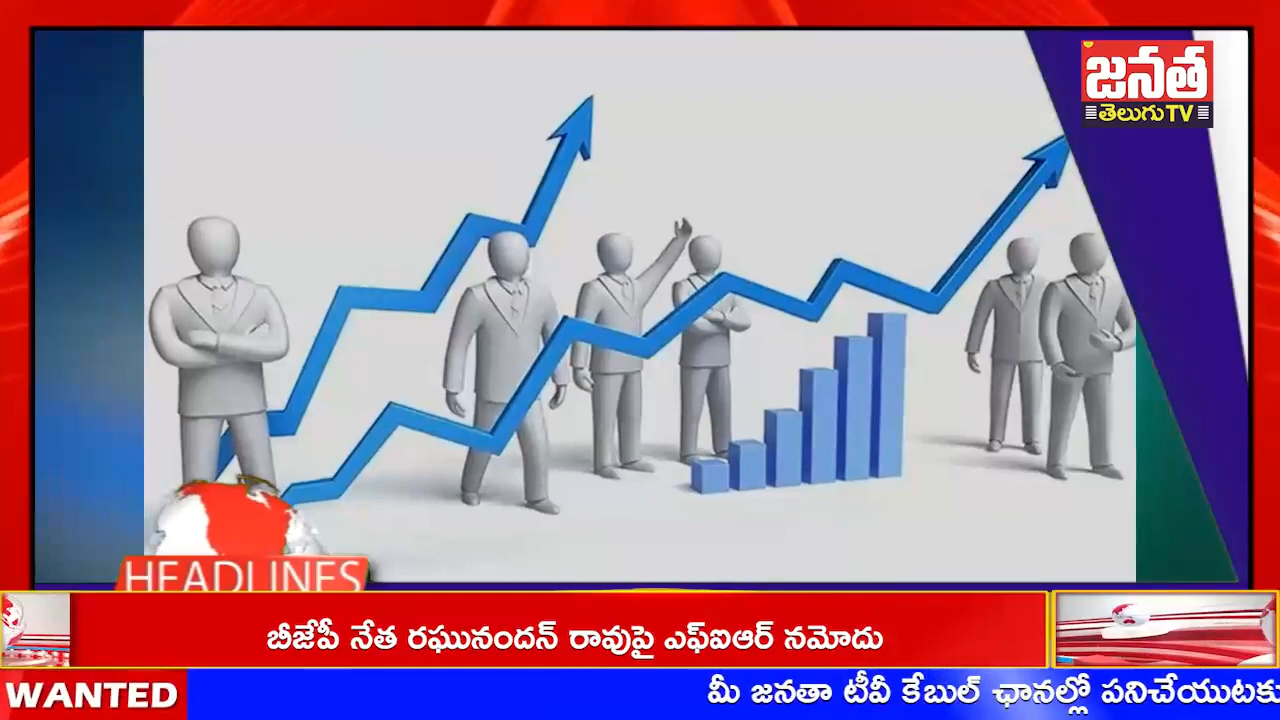 జనత
తెలుగు TV
HEADLINES
బీజేపీ నేత రఘునందన్ రావుపై ఎఫ్ఐఆర్ నమోదు
WANTED
మీ జనతా టీవీ కేబుల్ ఛానల్లో పనిచేయుటకు